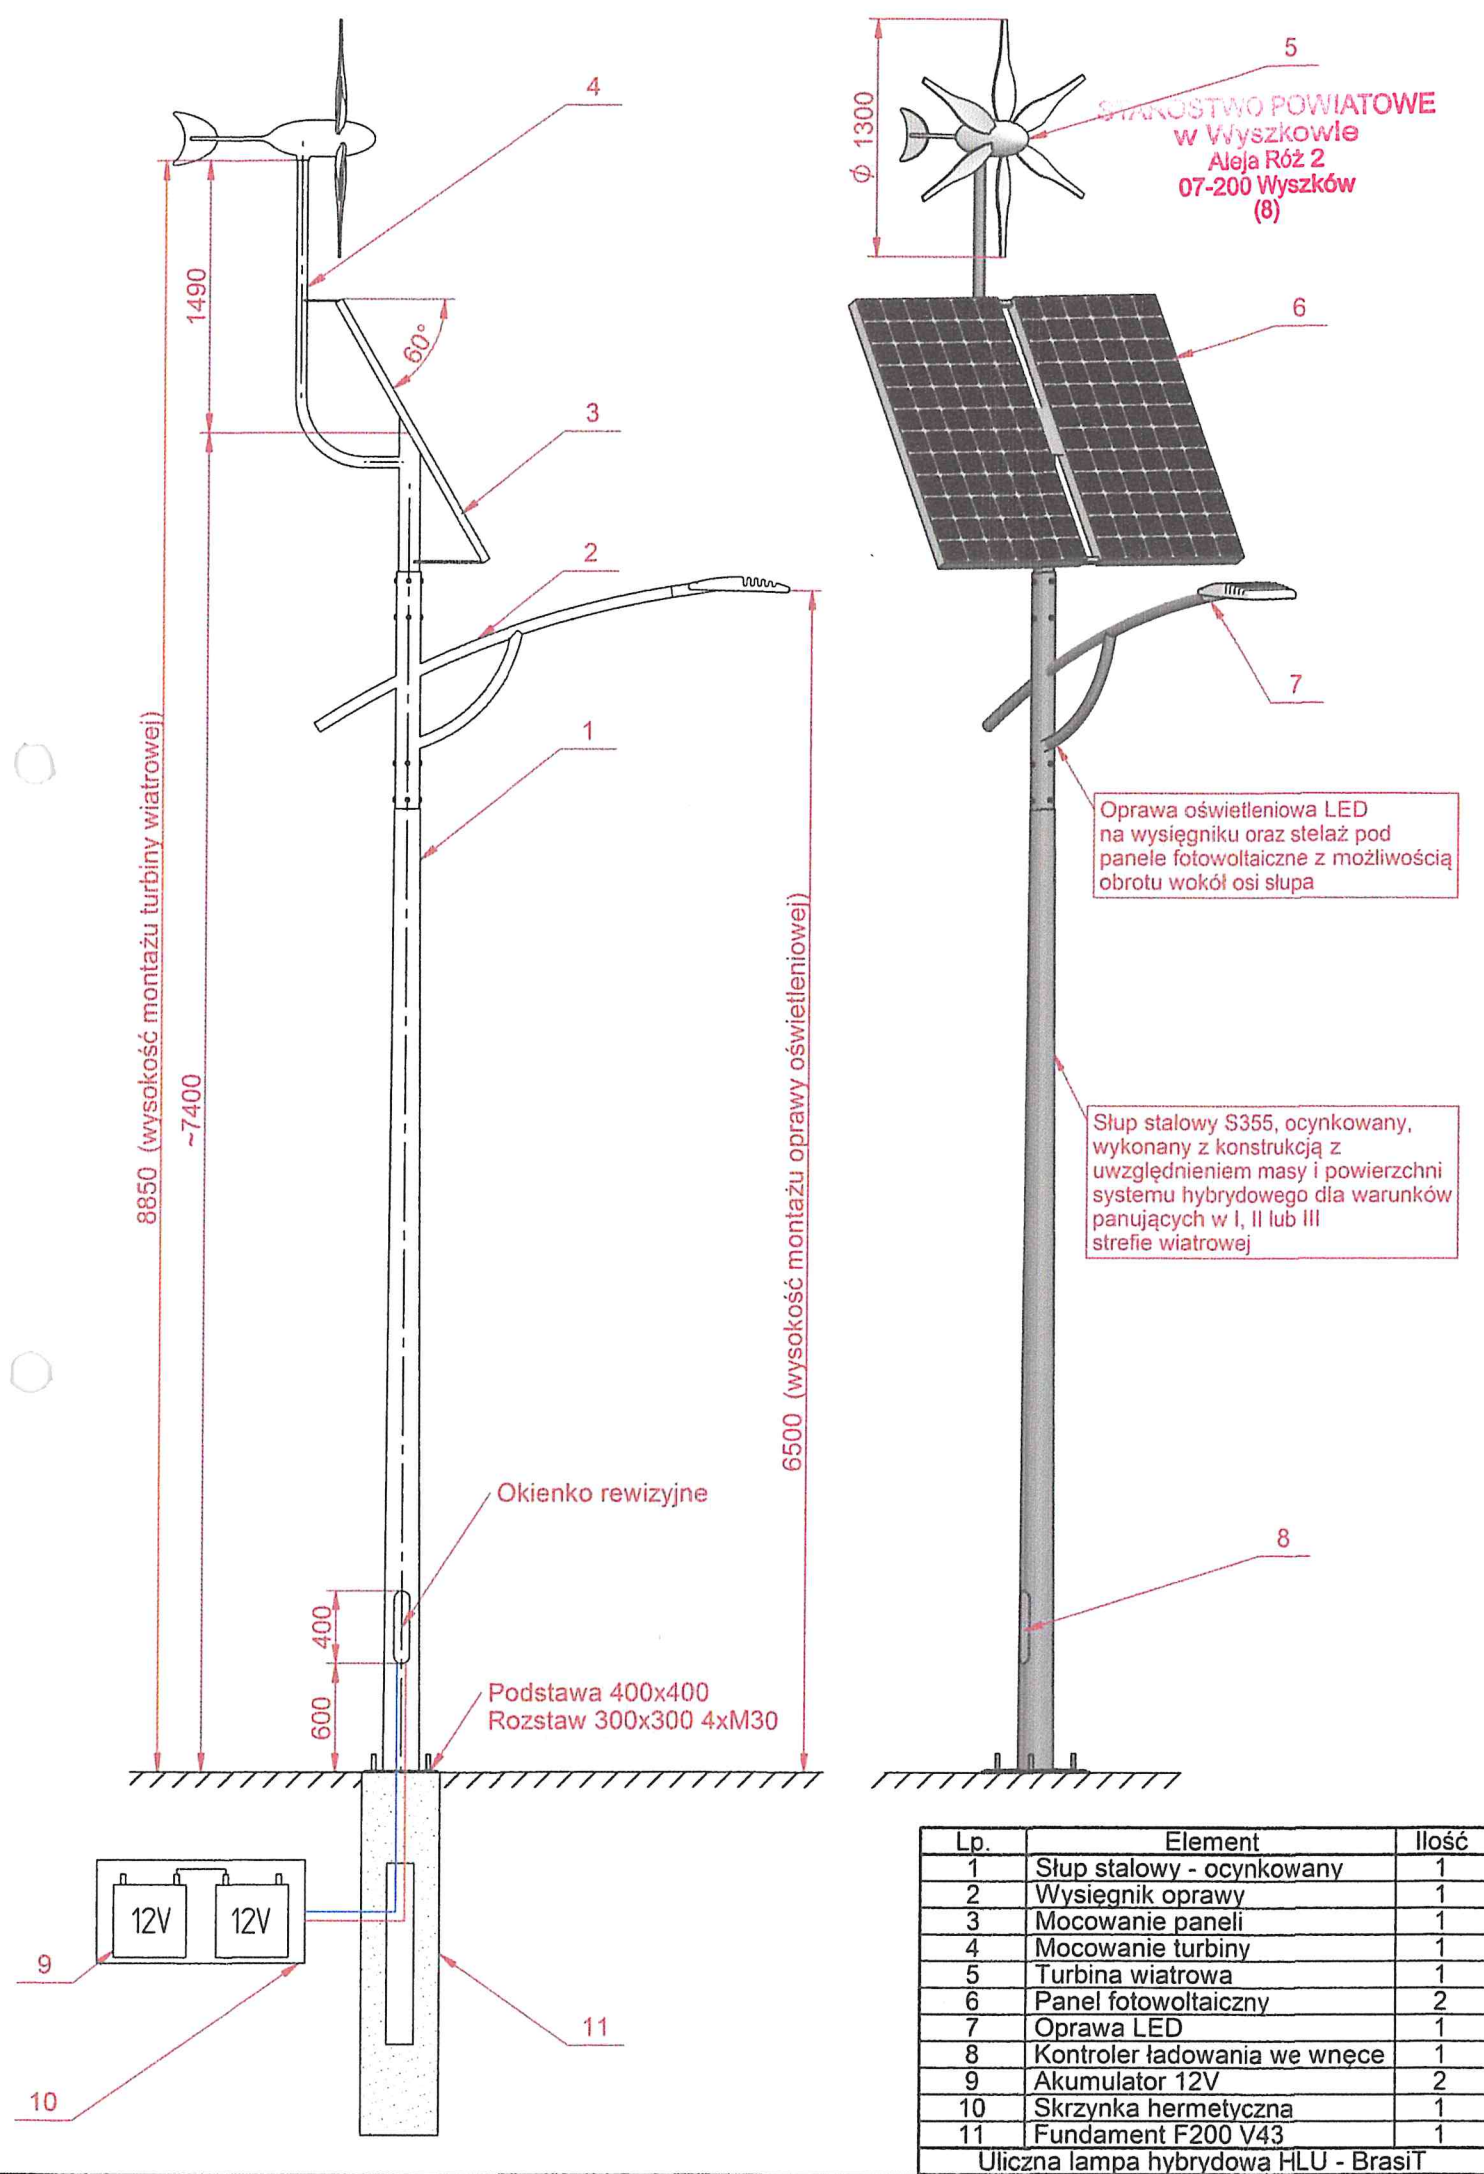 4
5
STAROSTWO POWIATOWE
w Wyszkowie
Aleja Róż 2
07-200 Wyszków
(8)
ϕ 1300
1490
60°
6
3
2
7
1
8850 (wysokość montażu turbiny wiatrowej)
~7400
6500 (wysokość montażu oprawy oświetleniowej)
Oprawa oświetleniowa LED
na wysięgniku oraz stelaż pod
panele fotowoltaiczne z możliwością
obrotu wokół osi słupa
Słup stalowy S355, ocynkowany,
wykonany z konstrukcją z
uwzględnieniem masy i powierzchni
systemu hybrydowego dla warunków
panujących w I, II lub III
strefie wiatrowej
Okienko rewizyjne
8
400
600
Podstawa 400x400
Rozstaw 300x300 4xM30
12V 12V
9
10
11
Lp. Element Ilość
1 Słup stalowy - ocynkowany 1
2 Wysięgnik oprawy 1
3 Mocowanie paneli 1
4 Mocowanie turbiny 1
5 Turbina wiatrowa 1
6 Panel fotowoltaiczny 2
7 Oprawa LED 1
8 Kontroler ładowania we wnęce 1
9 Akumulator 12V 2
10 Skrzynka hermetyczna 1
11 Fundament F200 V43 1
Uliczna lampa hybrydowa HLU - BrasiT